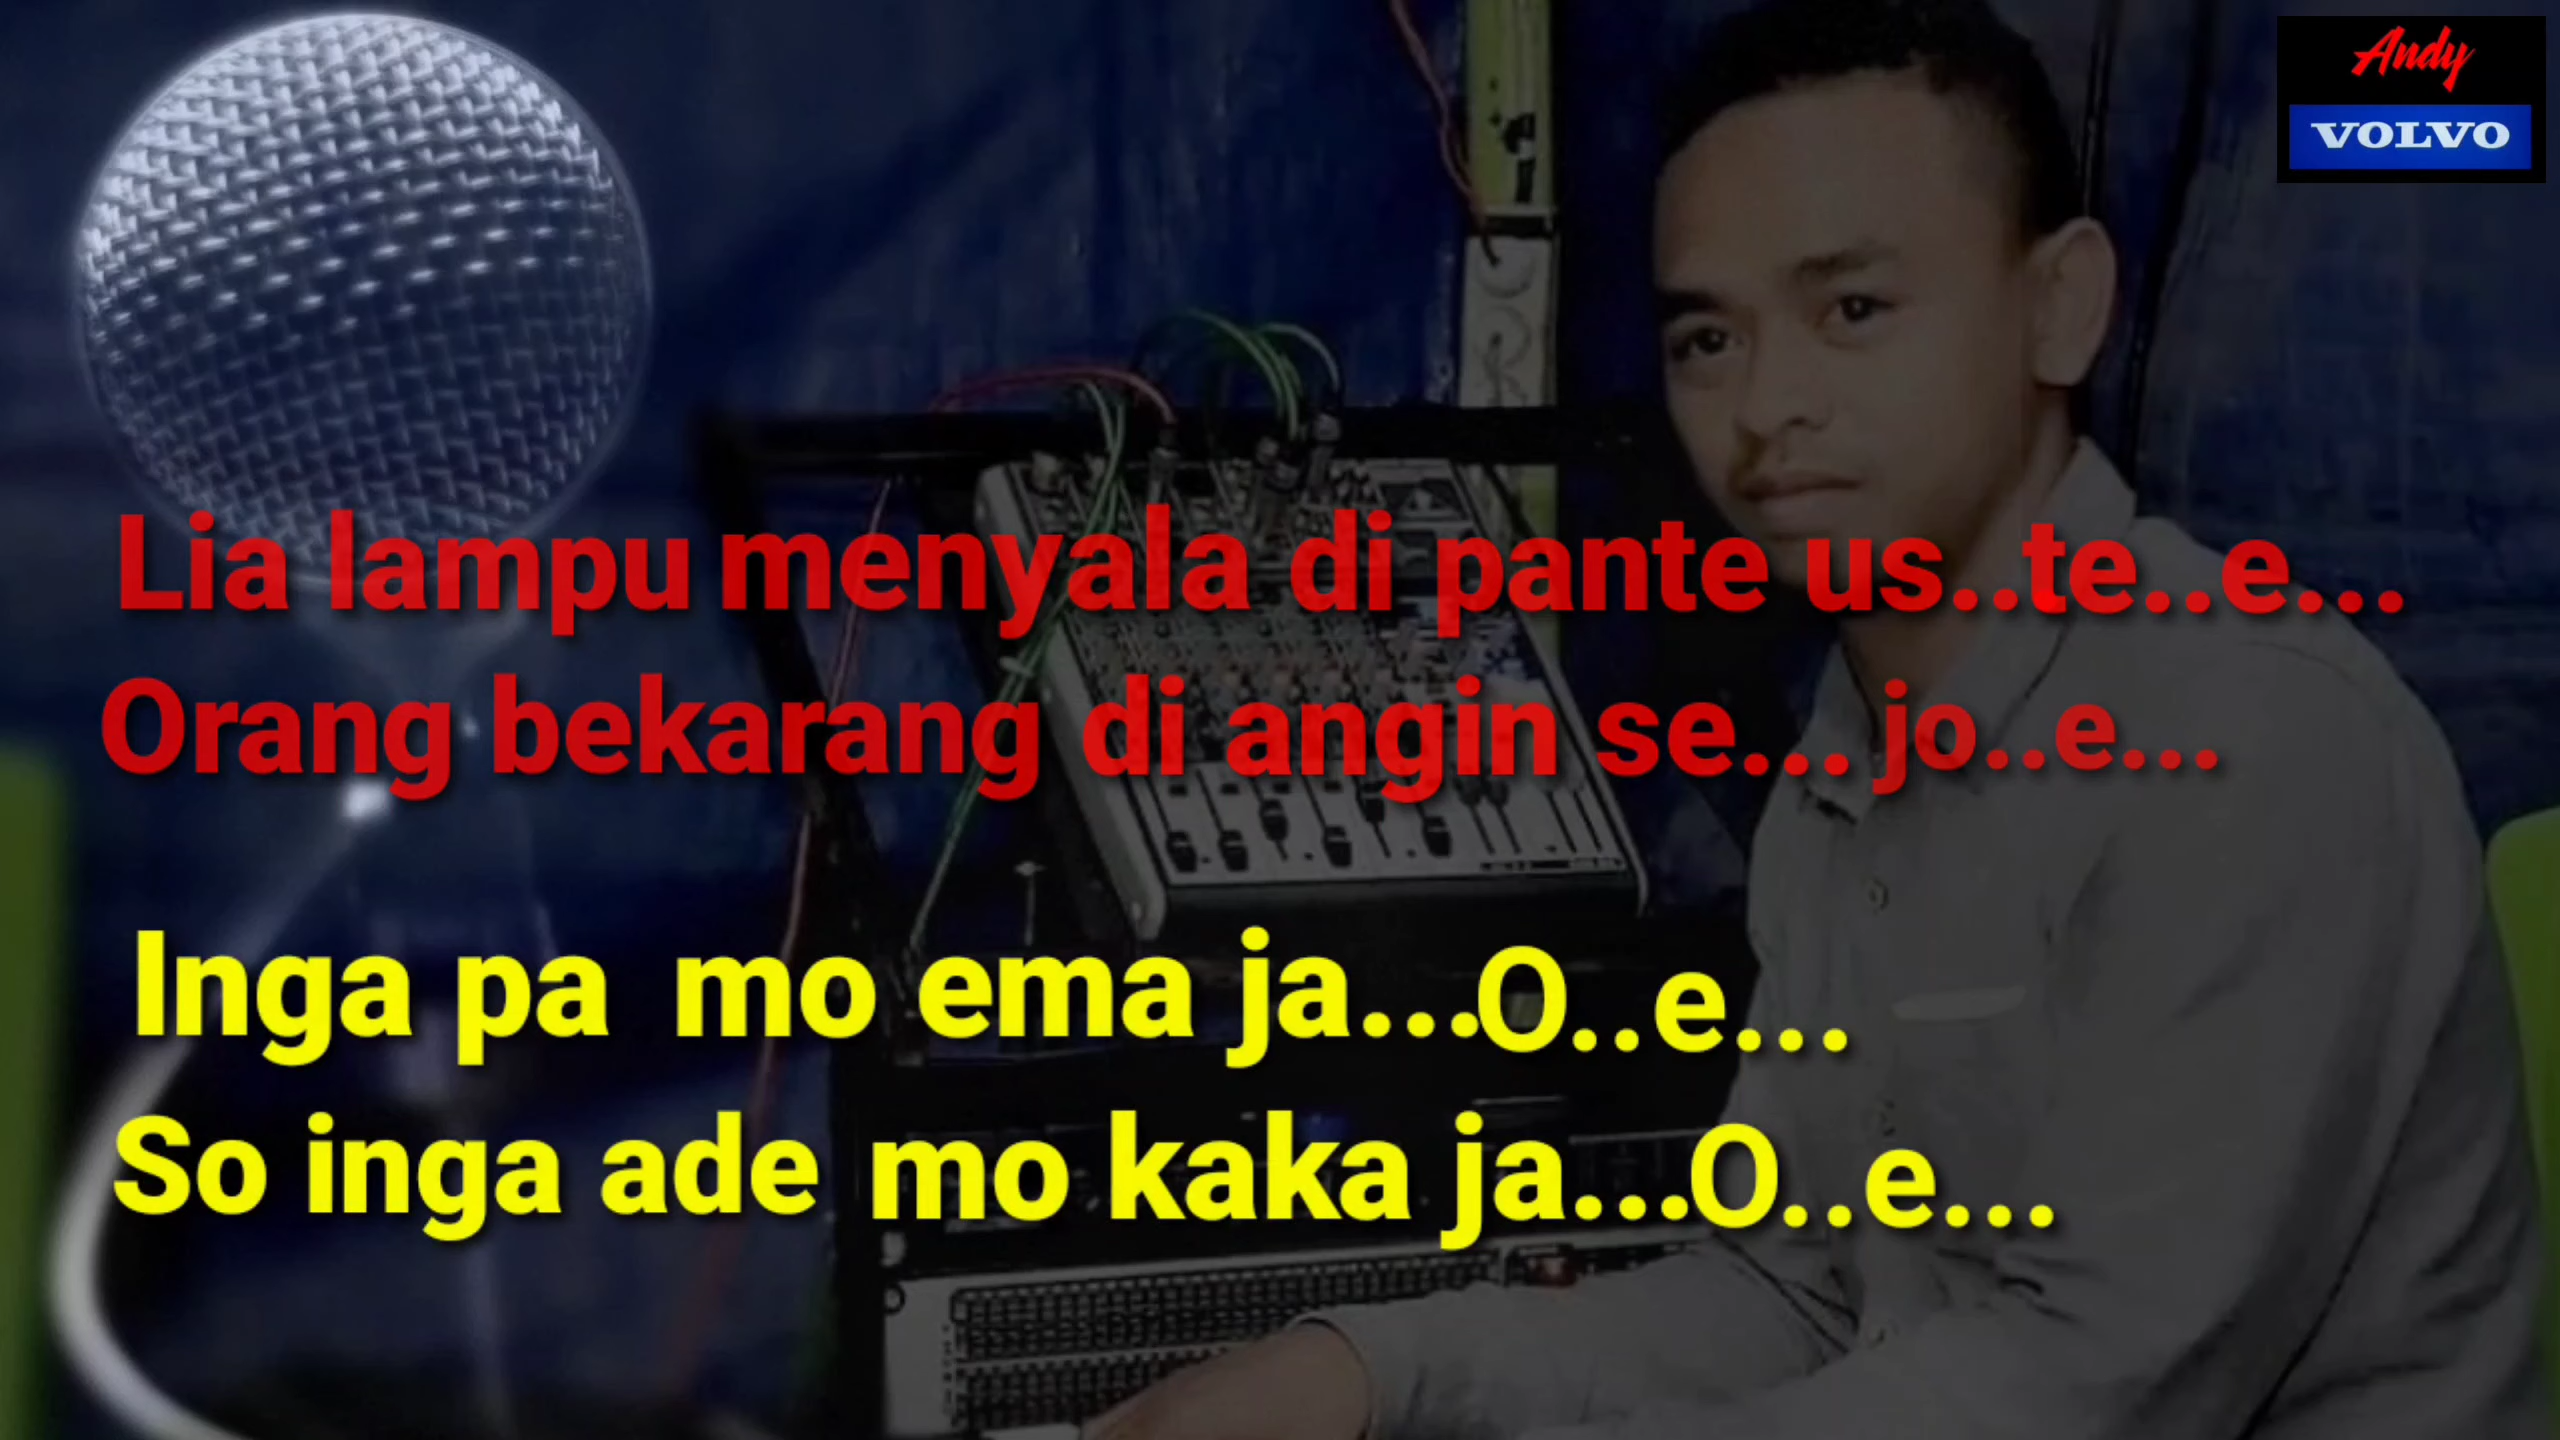 Andy
VOLVO
Lia lampu menyala di pante us..te..e...
Orang bekarang di angin se... jo..e...
Inga pa mo ema ja...O..e...
So inga ade mo kaka ja...O..e...